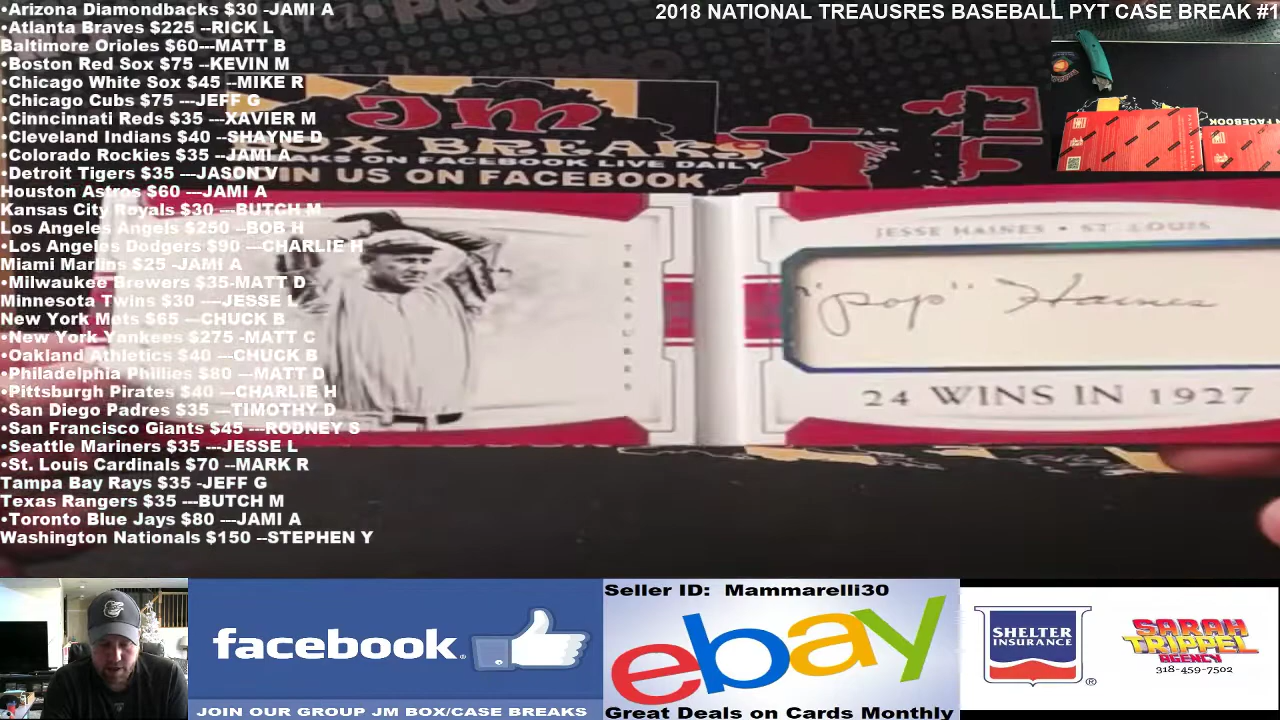 2018 NATIONAL TREAUSRES BASEBALL PYT CASE BREAK #1
•Arizona Diamondbacks $30 -JAMI A
•Atlanta Braves $225 --RICK L
Baltimore Orioles $60---MATT B
•Boston Red Sox $75 --KEVIN M
•Chicago White Sox $45 --MIKE R
•Chicago Cubs $75 ---JEFF G
•Cinncinnati Reds $35 ---XAVIER M
•Cleveland Indians $40 --SHAYNE D
•Colorado Rockies $35 --JAMI A
•Detroit Tigers $35 ---JASON V
Houston Astros $60 ---JAMI A
Kansas City Royals $30 ---BUTCH M
Los Angeles Angels $250 --BOB H
•Los Angeles Dodgers $90 ---CHARLIE H
Miami Marlins $25 -JAMI A
•Milwaukee Brewers $35-MATT D
Minnesota Twins $30 ----JESSE L
New York Mets $65 ---CHUCK B
•New York Yankees $275 -MATT C
•Oakland Athletics $40 ---CHUCK B
•Philadelphia Phillies $80 ---MATT D
•Pittsburgh Pirates $40 ---CHARLIE H
•San Diego Padres $35 ---TIMOTHY D
•San Francisco Giants $45 ---RODNEY S
•Seattle Mariners $35 ---JESSE L
•St. Louis Cardinals $70 --MARK R
Tampa Bay Rays $35 -JEFF G
Texas Rangers $35 ---BUTCH M
•Toronto Blue Jays $80 ---JAMI A
Washington Nationals $150 --STEPHEN Y
Jm
BOX BREAKS
BREAKS ON FACEBOOK LIVE DAILY
JOIN US ON FACEBOOK
TREASURES
JESSE HAINES • ST. LOUIS
"pop" Haines
24 WINS IN 1927
facebook
JOIN OUR GROUP JM BOX/CASE BREAKS
Seller ID: Mammarelli30
ebay
Great Deals on Cards Monthly
SHELTER
INSURANCE
®
SARAH
TRIPPEL
AGENCY
318-459-7502